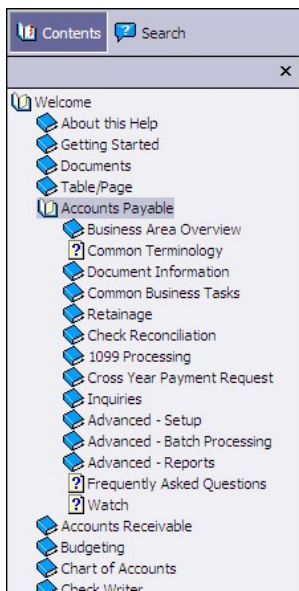 Contents Search
Welcome
About this Help
Getting Started
Documents
Table/Page
Accounts Payable
Business Area Overview
Common Terminology
Document Information
Common Business Tasks
Retainage
Check Reconciliation
1099 Processing
Cross Year Payment Request
Inquiries
Advanced - Setup
Advanced - Batch Processing
Advanced - Reports
Frequently Asked Questions
Watch
Accounts Receivable
Budgeting
Chart of Accounts
Check Writer